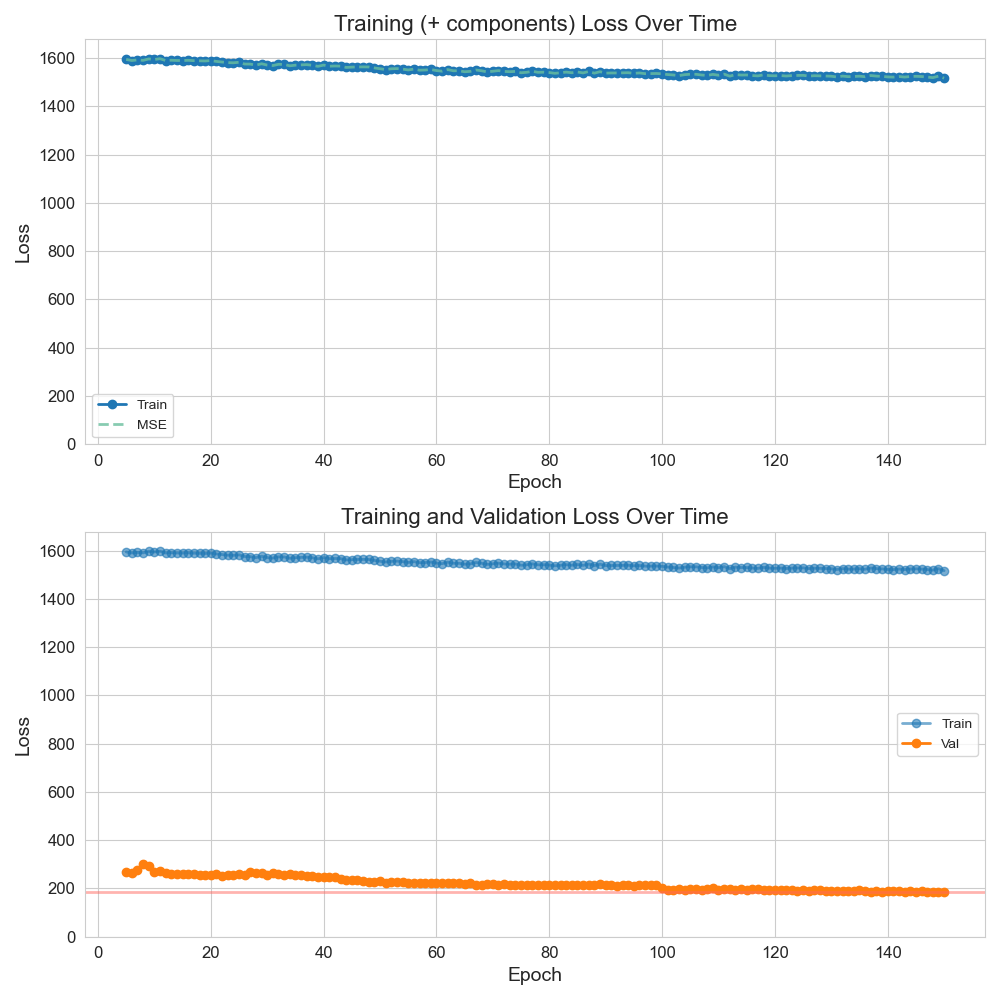 Training (+ components) Loss Over Time
1600
1400
1200
1000
800
600
400
200
0
Loss
Train
MSE
0 20 40 60 80 100 120 140
Epoch
Training and Validation Loss Over Time
1600
1400
1200
1000
800
600
400
200
0
Loss
Train
Val
0 20 40 60 80 100 120 140
Epoch